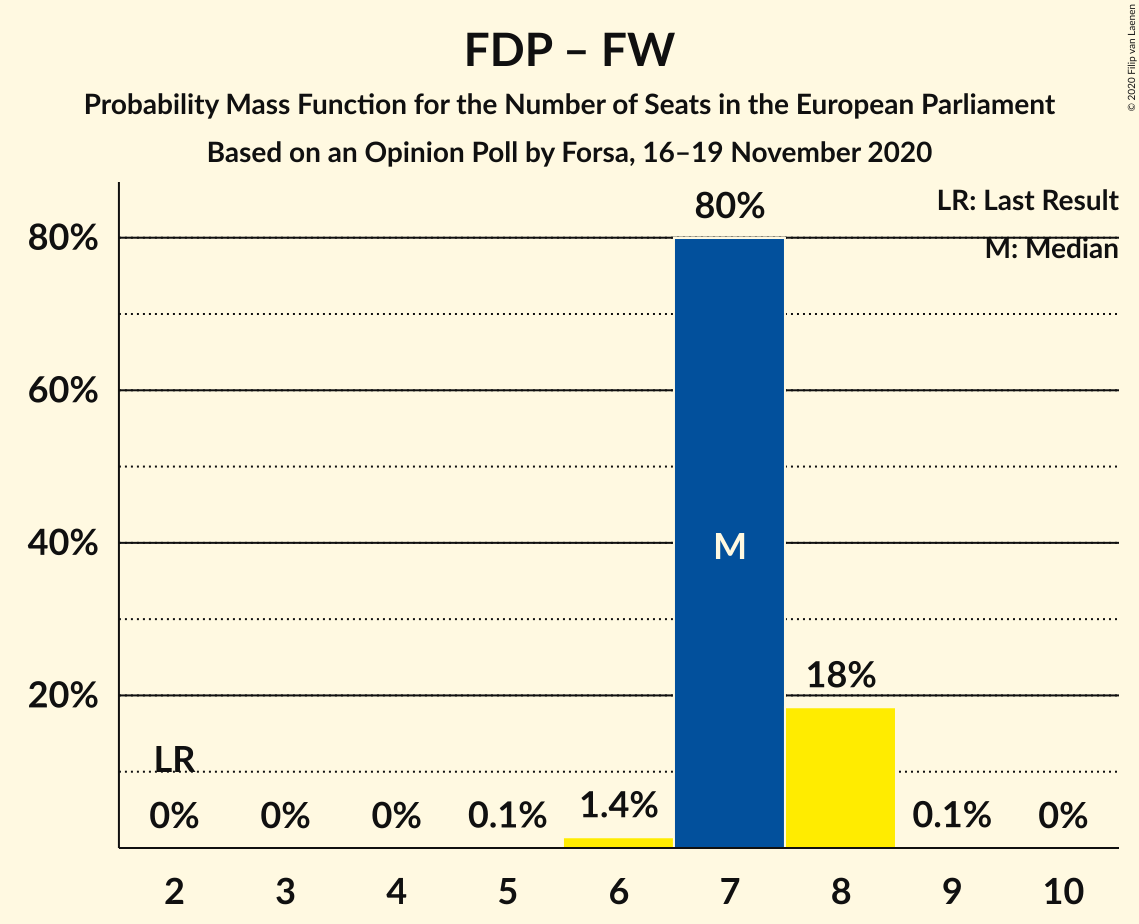 FDP – FW
Probability Mass Function for the Number of Seats in the European Parliament
Based on an Opinion Poll by Forsa, 16–19 November 2020
© 2020 Filip van Laenen
LR: Last Result
M: Median
80%
60%
40%
20%
LR
0%
0%
0%
0.1%
1.4%
80%
M
18%
0.1%
0%
2
3
4
5
6
7
8
9
10